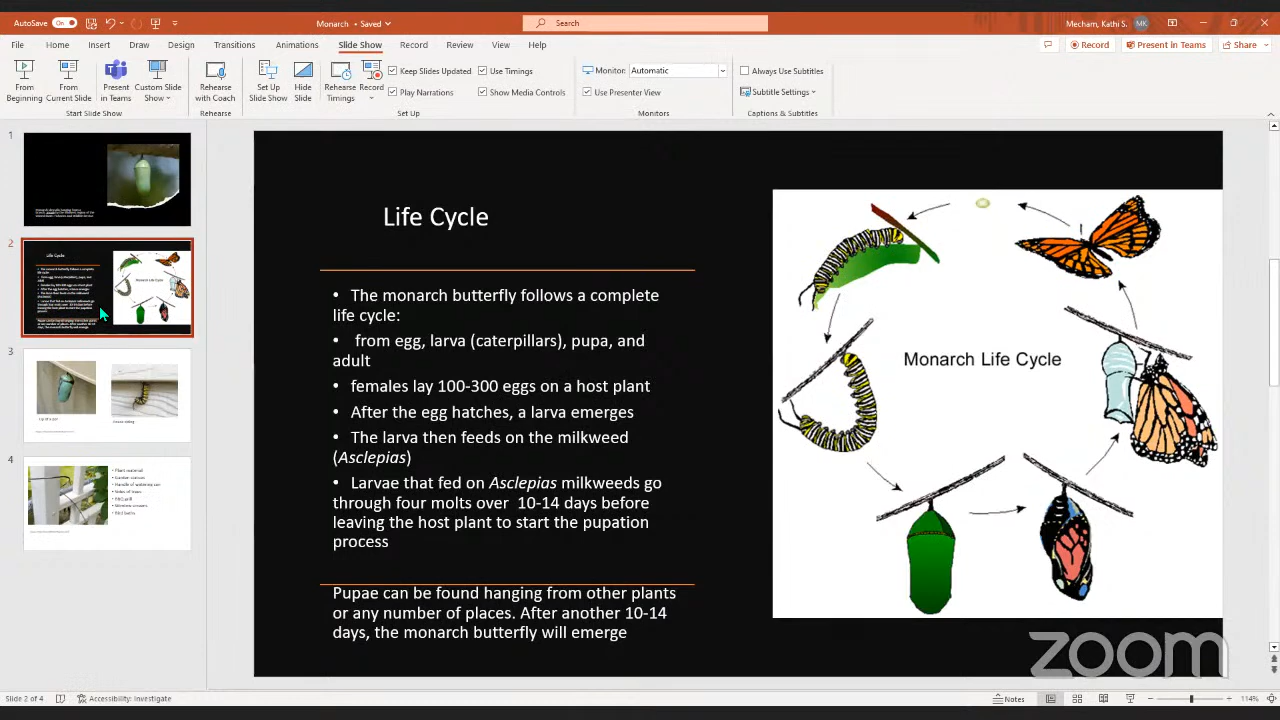 AutoSave On
Monarch • Saved
Search
Mecham, Kathi S. MK
File Home Insert Draw Design Transitions Animations Slide Show Record Review View Help
Record Present in Teams Share
From Beginning
From Current Slide
Present in Teams
Custom Slide Show
Rehearse with Coach
Set Up Slide Show
Hide Slide
Rehearse Timings
Record
Keep Slides Updated
Play Narrations
Use Timings
Show Media Controls
Monitor: Automatic
Use Presenter View
Always Use Subtitles
Subtitle Settings
Start Slide Show
Rehearse
Set Up
Monitors
Captions & Subtitles
1
2
3
4
Life Cycle
The monarch butterfly follows a complete
life cycle:
• from egg, larva (caterpillars), pupa, and
adult
• females lay 100-300 eggs on a host plant
• After the egg hatches, a larva emerges
• The larva then feeds on the milkweed
(Asclepias)
• Larvae that fed on Asclepias milkweeds go
through four molts over 10-14 days before
leaving the host plant to start the pupation
process
Pupae can be found hanging from other plants
or any number of places. After another 10-14
days, the monarch butterfly will emerge
Monarch Life Cycle
zoom
Slide 2 of 4
Accessibility: Investigate
Notes
114%